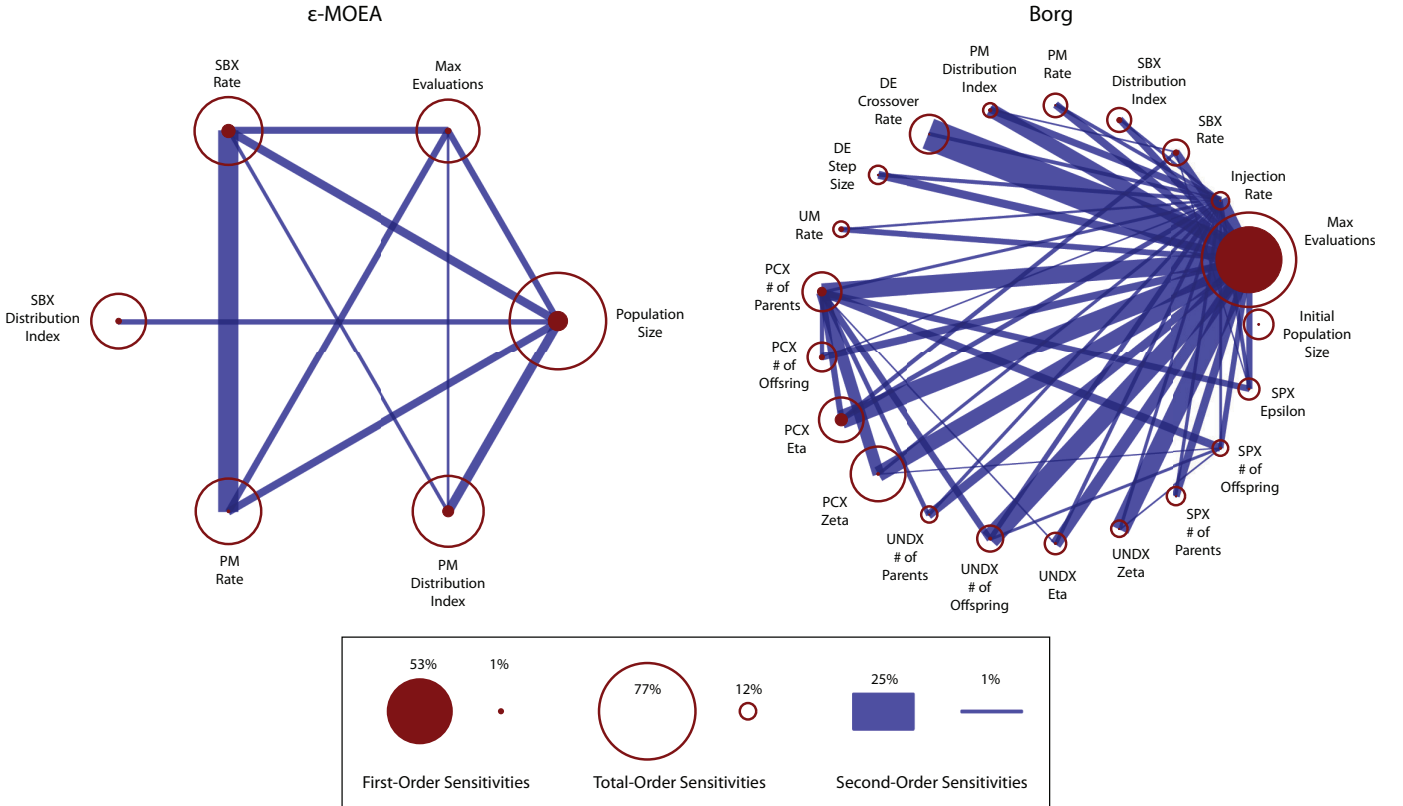 ε-MOEA
SBX
Rate
Max
Evaluations
SBX
Distribution
Index
Population
Size
PM
Rate
PM
Distribution
Index
Borg
PM
Distribution
Index
PM
Rate
SBX
Distribution
Index
DE
Crossover
Rate
SBX
Rate
DE
Step
Size
Injection
Rate
UM
Rate
Max
Evaluations
PCX
# of
Parents
Initial
Population
Size
PCX
# of
Offsring
SPX
Epsilon
PCX
Eta
SPX
# of
Offspring
PCX
Zeta
SPX
# of
Parents
UNDX
# of
Parents
UNDX
# of
Offspring
UNDX
Eta
UNDX
Zeta
53%
1%
77%
12%
25%
1%
First-Order Sensitivities
Total-Order Sensitivities
Second-Order Sensitivities